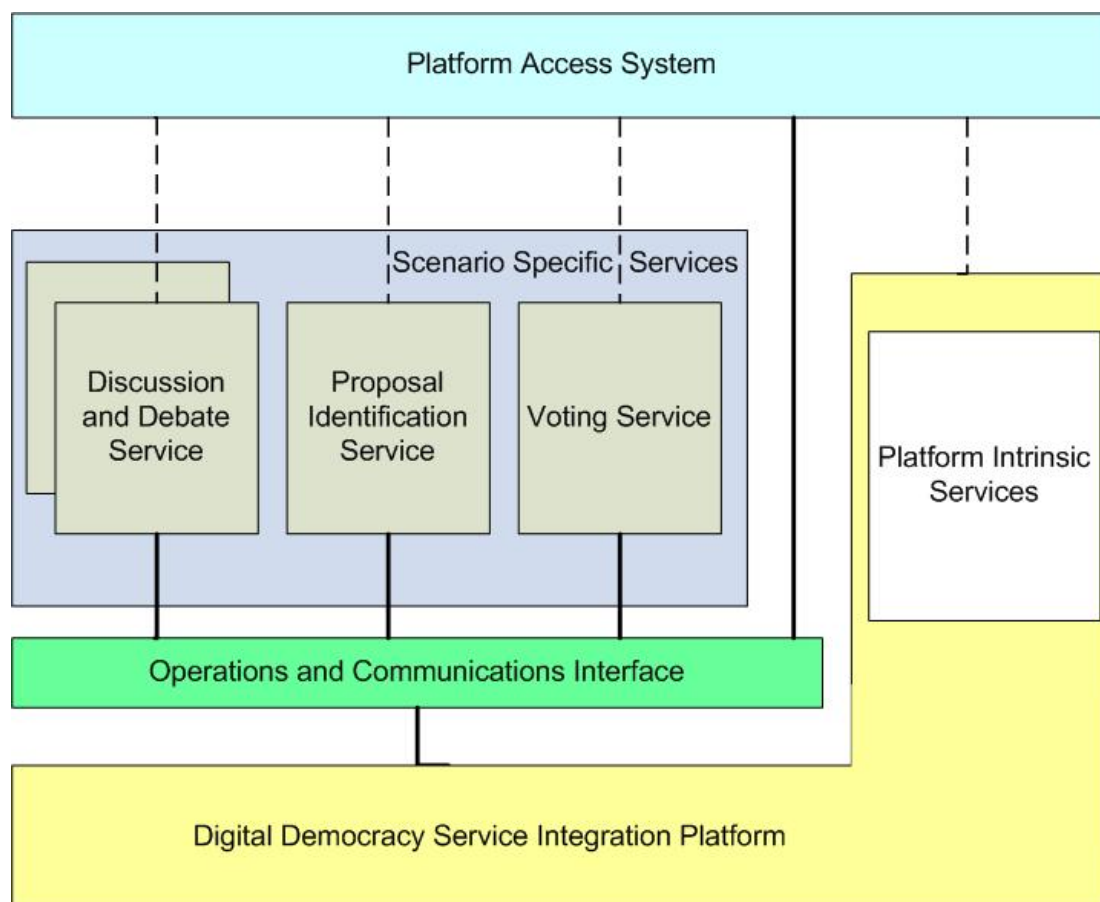 Platform Access System
Scenario Specific Services
Discussion
and Debate
Service
Proposal
Identification
Service
Voting Service
Platform Intrinsic
Services
Operations and Communications Interface
Digital Democracy Service Integration Platform